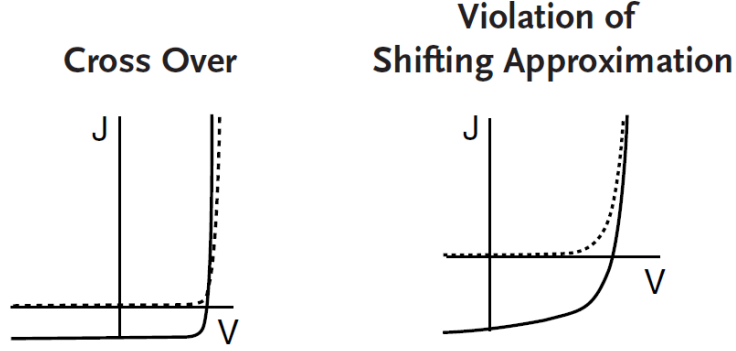 Cross Over
J
V
Violation of
Shifting Approximation
J
V